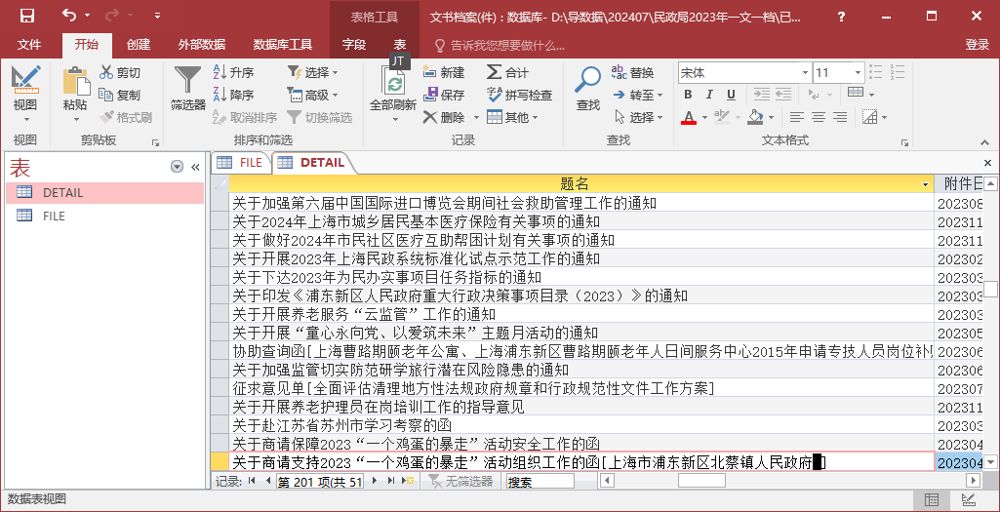 表格工具
文书档案(件) : 数据库- D:\导数据\202407\民政局2023年一文一档\已...
?
文件 开始 创建 外部数据 数据库工具 字段 表 告诉我您想要做什么... 登录
JT
视图
粘贴
剪切
复制
格式刷
剪贴板
筛选器
升序
降序
取消排序
选择
高级
切换筛选
排序和筛选
全部刷新
新建
保存
删除
合计
拼写检查
其他
记录
查找
替换
转至
选择
查找
宋体 11
B I U
A
文本格式
表
DETAIL
FILE
FILE DETAIL
题名 附件日
关于加强第六届中国国际进口博览会期间社会救助管理工作的通知 202308
关于2024年上海市城乡居民基本医疗保险有关事项的通知 202311
关于做好2024年市民社区医疗互助帮困计划有关事项的通知 202311
关于开展2023年上海民政系统标准化试点示范工作的通知 202302
关于下达2023年为民办实事项目任务指标的通知 202303
关于印发《浦东新区人民政府重大行政决策事项目录（2023）》的通知 202303
关于开展养老服务“云监管”工作的通知 202303
关于开展“童心永向党、以爱筑未来”主题月活动的通知 202305
协助查询函[上海曹路期颐老年公寓、上海浦东新区曹路期颐老年人日间服务中心2015年申请专技人员岗位补 202306
关于加强监管切实防范研学旅行潜在风险隐患的通知 202306
征求意见单[全面评估清理地方性法规政府规章和行政规范性文件工作方案] 202307
关于开展养老护理员在岗培训工作的指导意见 202311
关于赴江苏省苏州市学习考察的函 202303
关于商请保障2023“一个鸡蛋的暴走”活动安全工作的函 202304
关于商请支持2023“一个鸡蛋的暴走”活动组织工作的函[上海市浦东新区北蔡镇人民政府] 202304
记录: 第 201 项(共 51 无筛选器 搜索
数据表视图